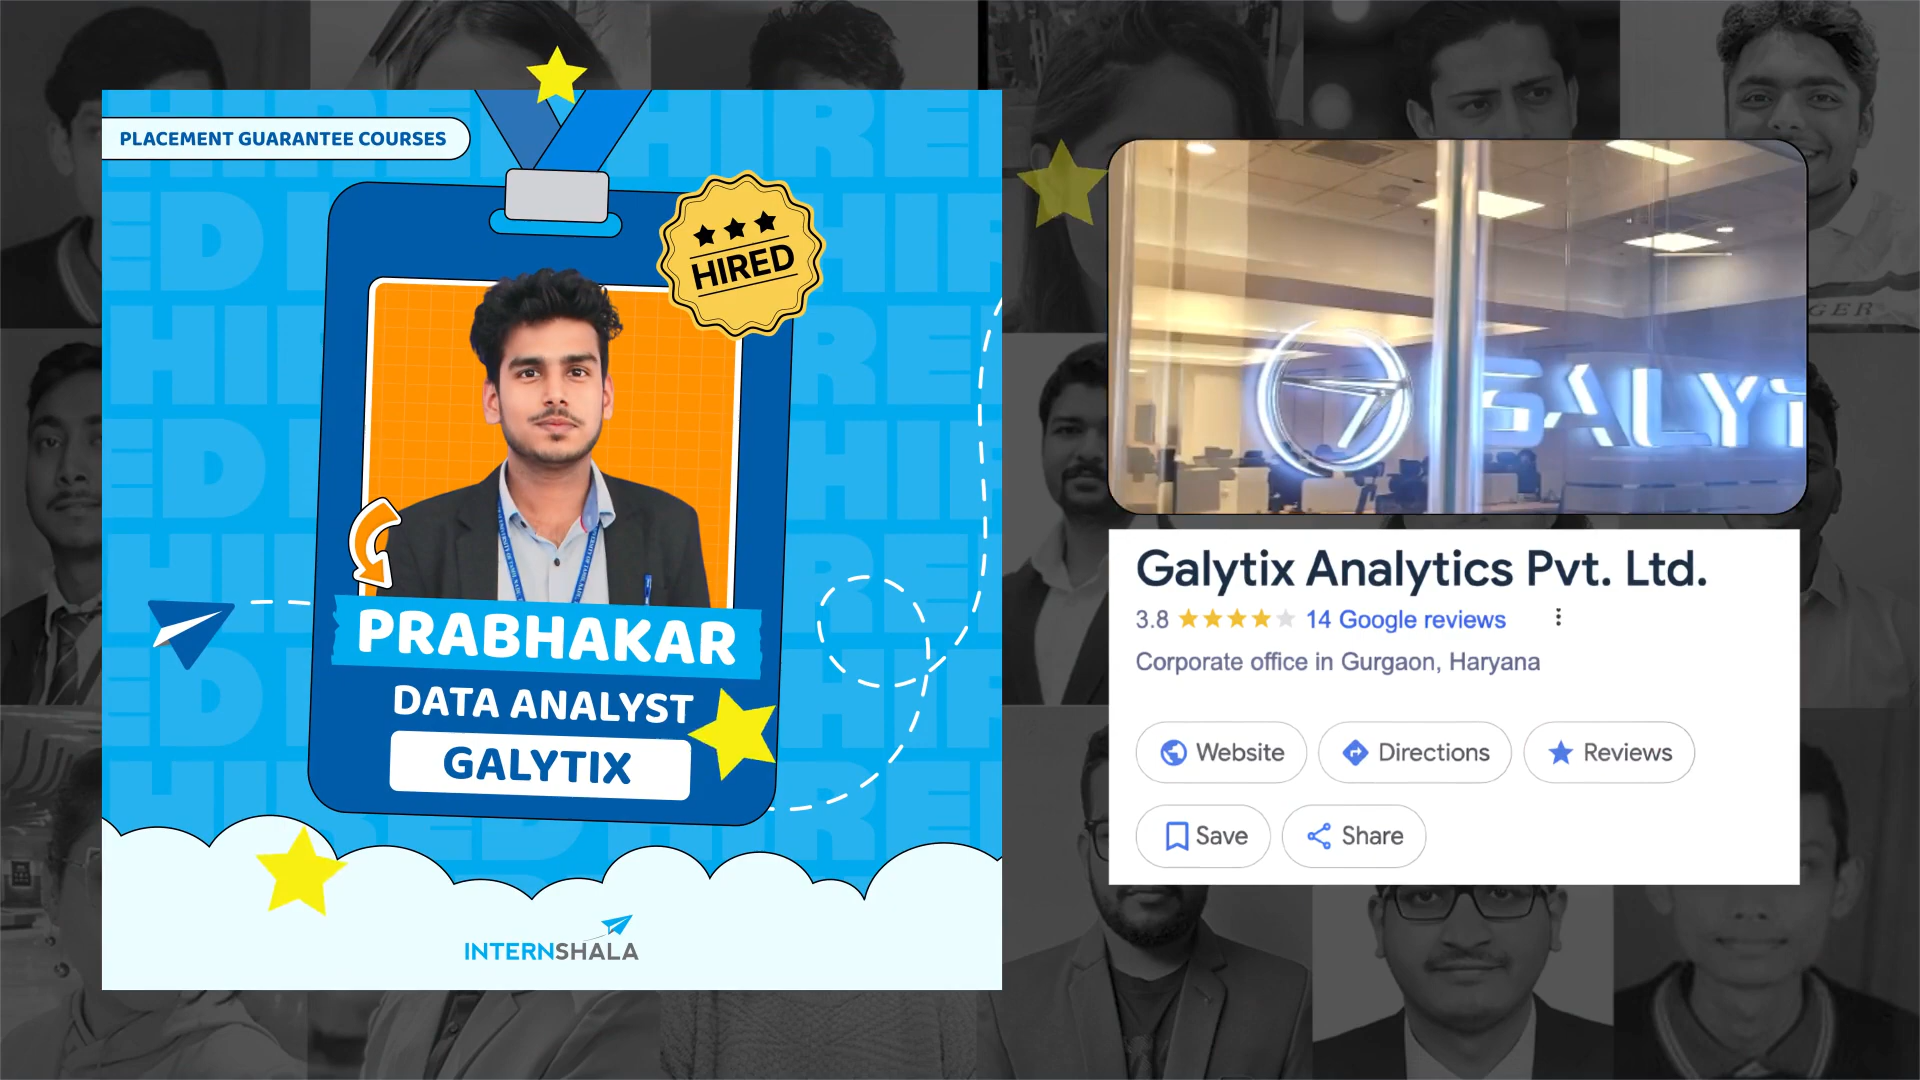 PLACEMENT GUARANTEE COURSES
HIRED
PRABHAKAR
DATA ANALYST
GALYTIX
INTERNSHALA
GALYT
Galytix Analytics Pvt. Ltd.
3.8 14 Google reviews
Corporate office in Gurgaon, Haryana
Website
Directions
Reviews
Save
Share